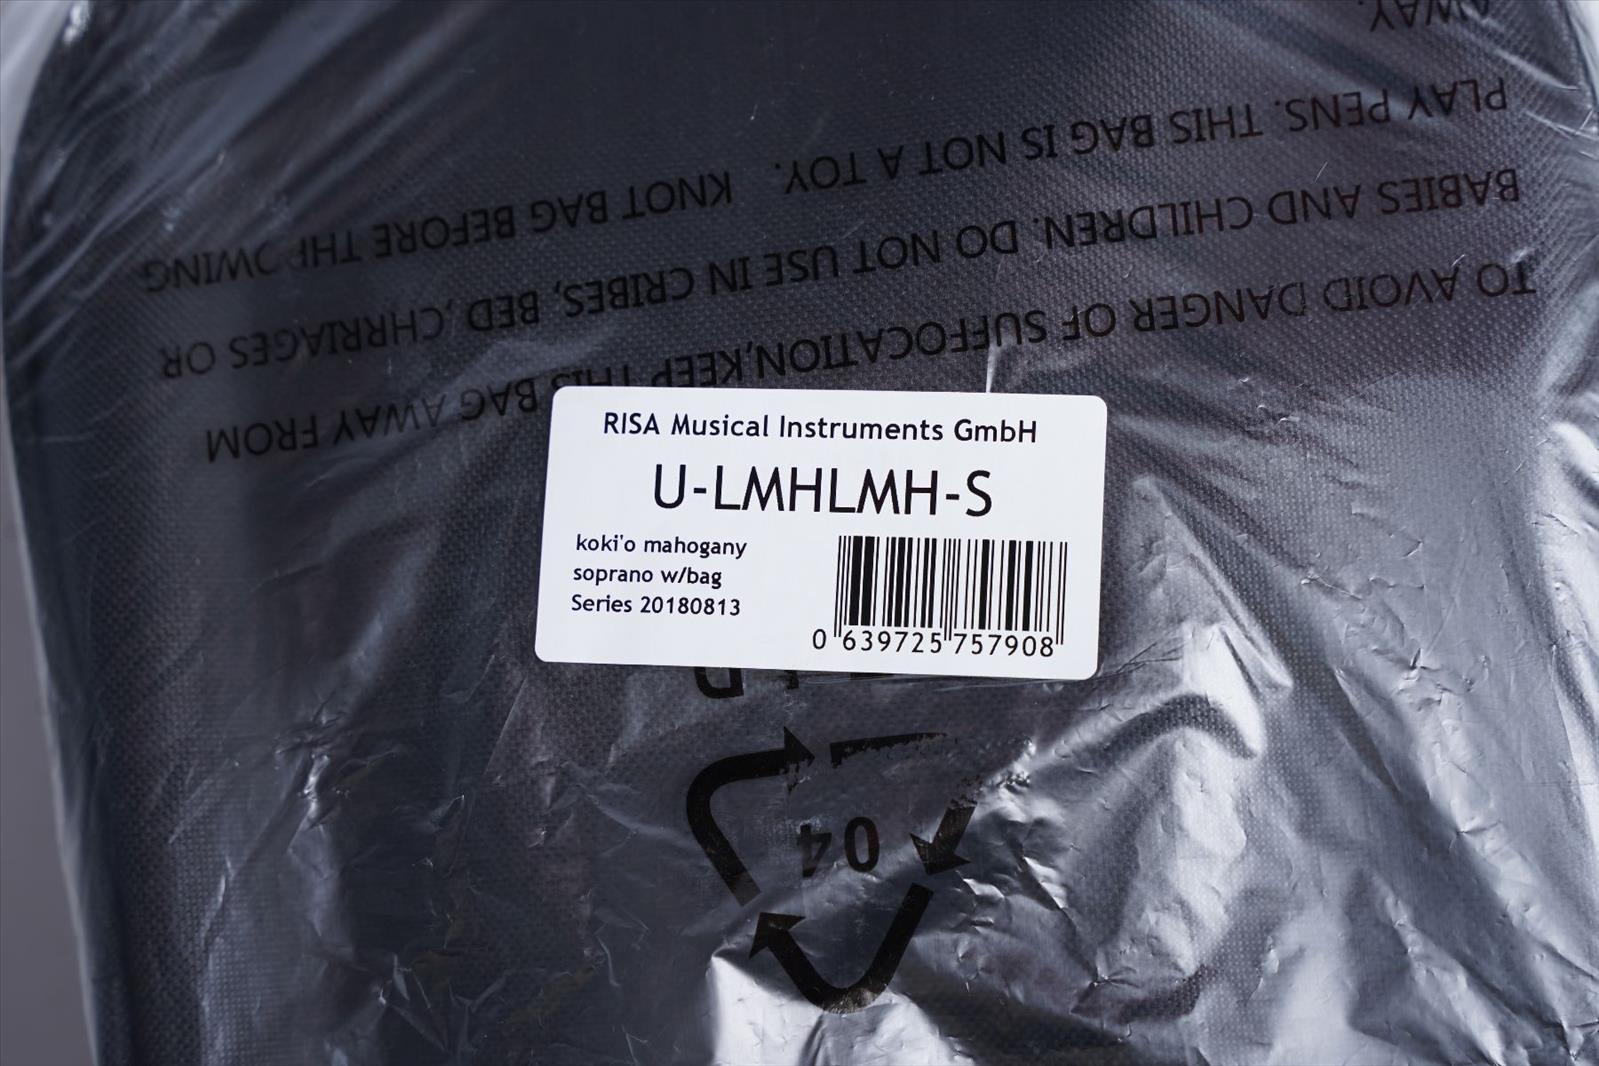 TO AVOID DANGER OF SUFFOCATION,KEEP THIS BAG AWAY FROM
BABIES AND CHILDREN. DO NOT USE IN CRIBES, BED ,CHRRIAGES OR
PLAY PENS. THIS BAG IS NOT A TOY. KNOT BAG BEFORE
AWAY.
RISA Musical Instruments GmbH
U-LMHLMH-S
koki'o mahogany
soprano w/bag
Series 20180813
0 639725 757908
04